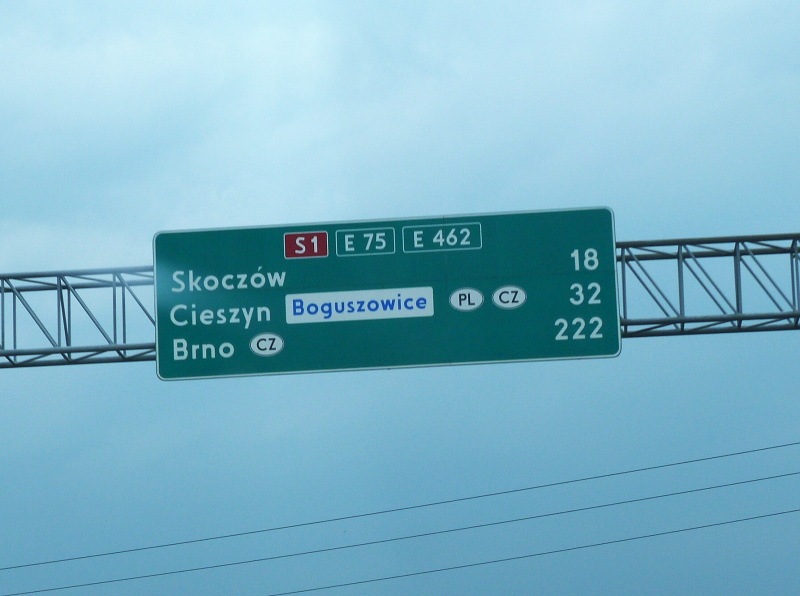 S1 E 75 E 462
Skoczów 18
Cieszyn Boguszowice PL CZ 32
Brno CZ 222